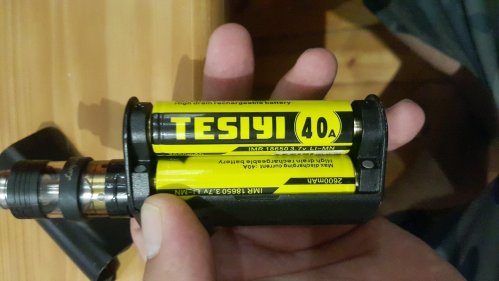 High drain rechargeable battery
TESIYI 40A
IMR 18650 3.7V LI-MN
Max discharging current :40A
High-drain rechargeable battery
IMR 18650 3.7V Li-MN
2600mAh